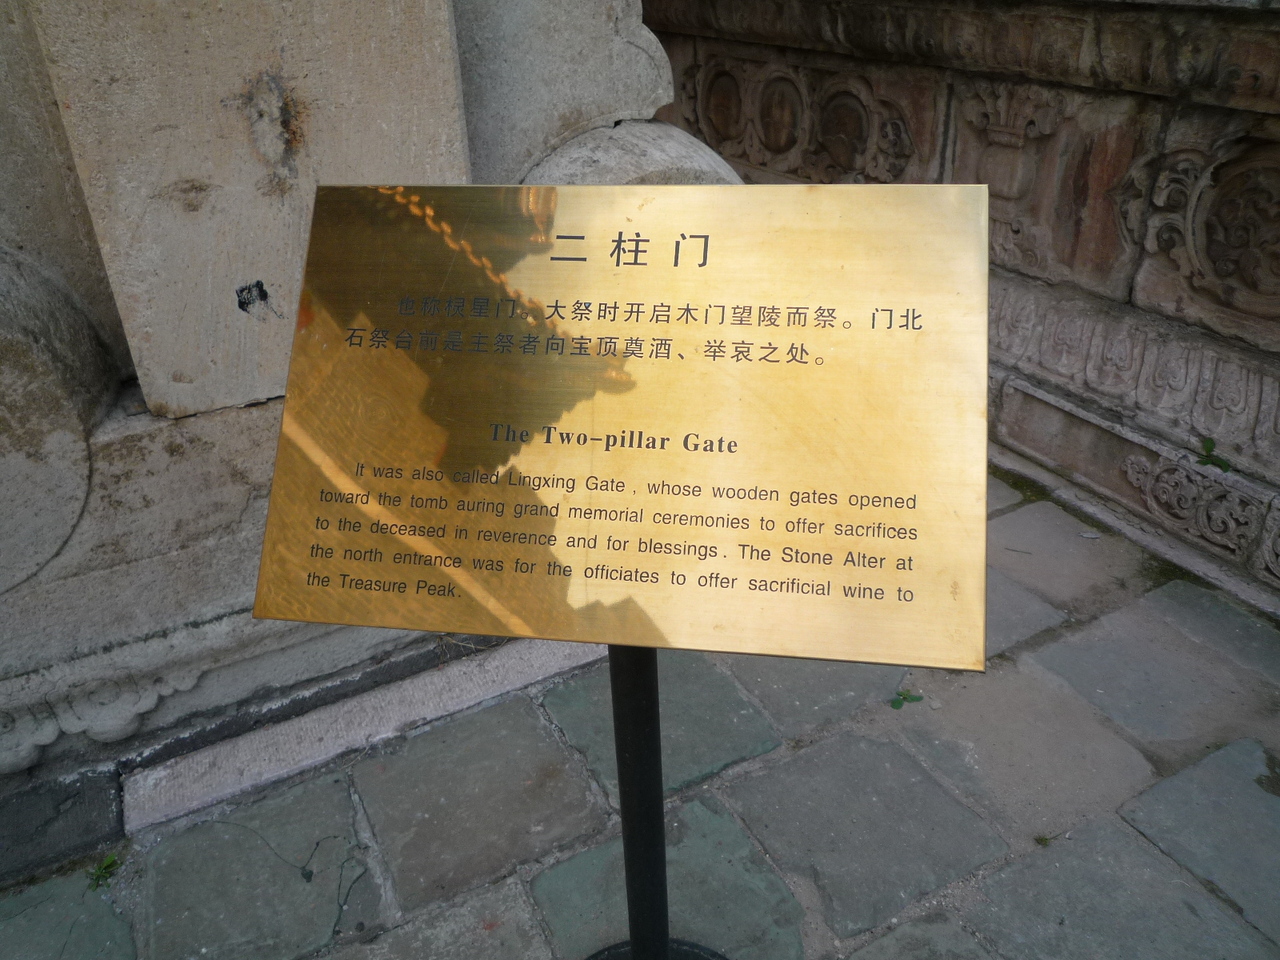 二柱门
也称棂星门。大祭时开启木门望陵而祭。门北
石祭台前是主祭者向宝顶奠酒、举哀之处。
The Two-pillar Gate
It was also called Lingxing Gate , whose wooden gates opened
toward the tomb auring grand memorial ceremonies to offer sacrifices
to the deceased in reverence and for blessings . The Stone Alter at
the north entrance was for the officiates to offer sacrificial wine to
the Treasure Peak.